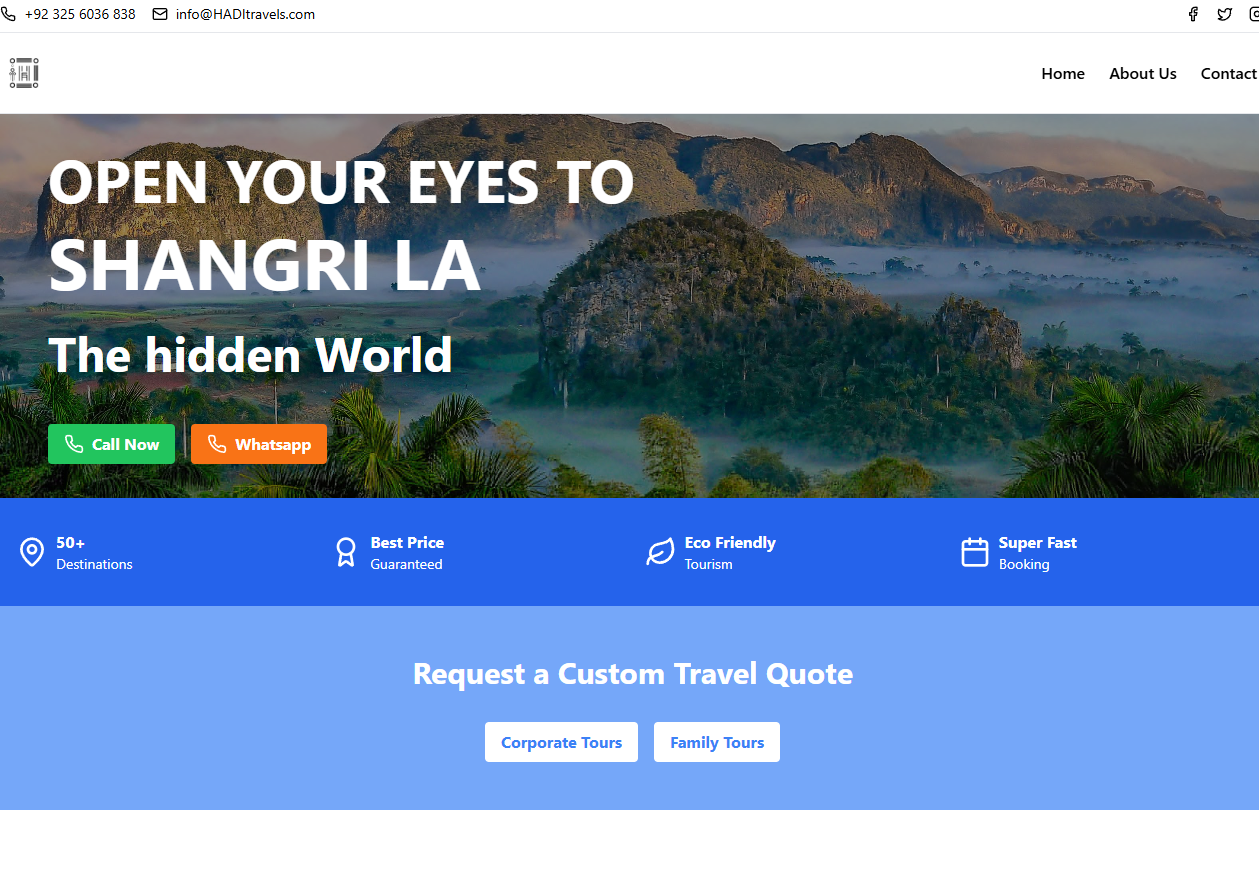 +92 325 6036 838 info@HADItravels.com
Home About Us Contact
OPEN YOUR EYES TO
SHANGRI LA
The hidden World
Call Now Whatsapp
50+ Best Price Eco Friendly Super Fast
Destinations Guaranteed Tourism Booking
Request a Custom Travel Quote
Corporate Tours Family Tours